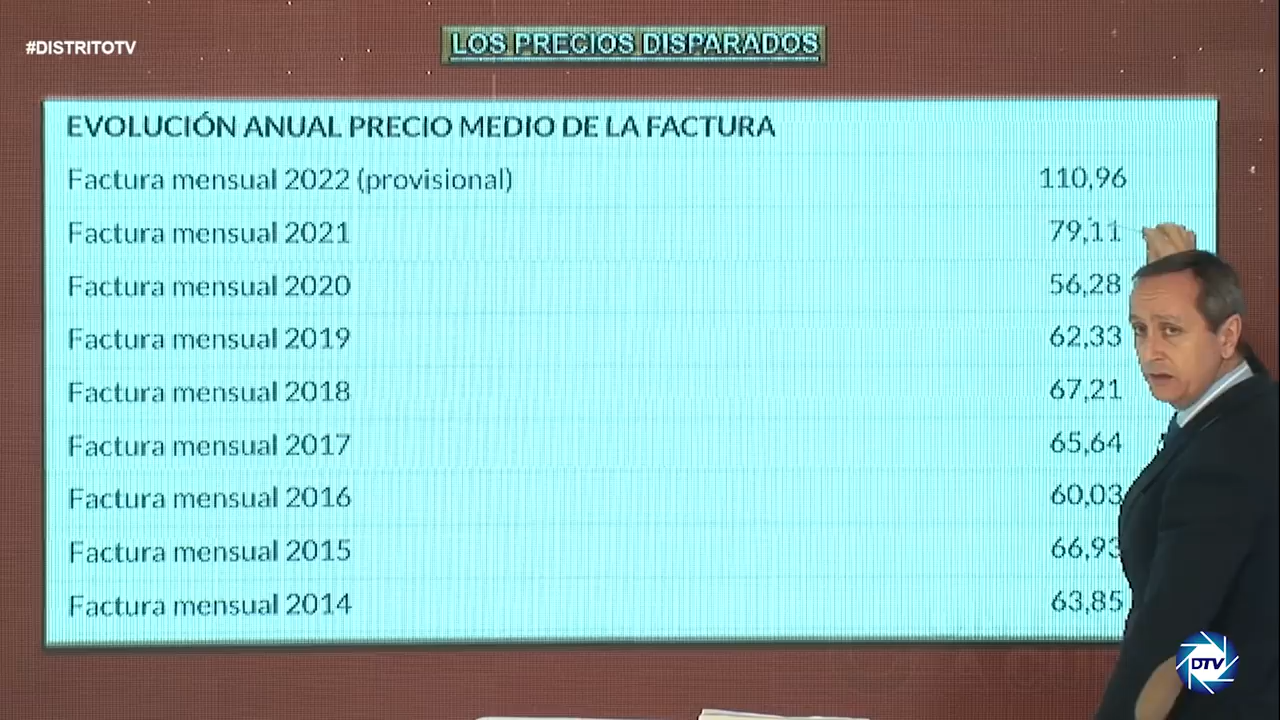 #DISTRITOTV
LOS PRECIOS DISPARADOS
EVOLUCIÓN ANUAL PRECIO MEDIO DE LA FACTURA
Factura mensual 2022 (provisional) 110,96
Factura mensual 2021 79,11
Factura mensual 2020 56,28
Factura mensual 2019 62,33
Factura mensual 2018 67,21
Factura mensual 2017 65,64
Factura mensual 2016 60,03
Factura mensual 2015 66,93
Factura mensual 2014 63,85
DTV